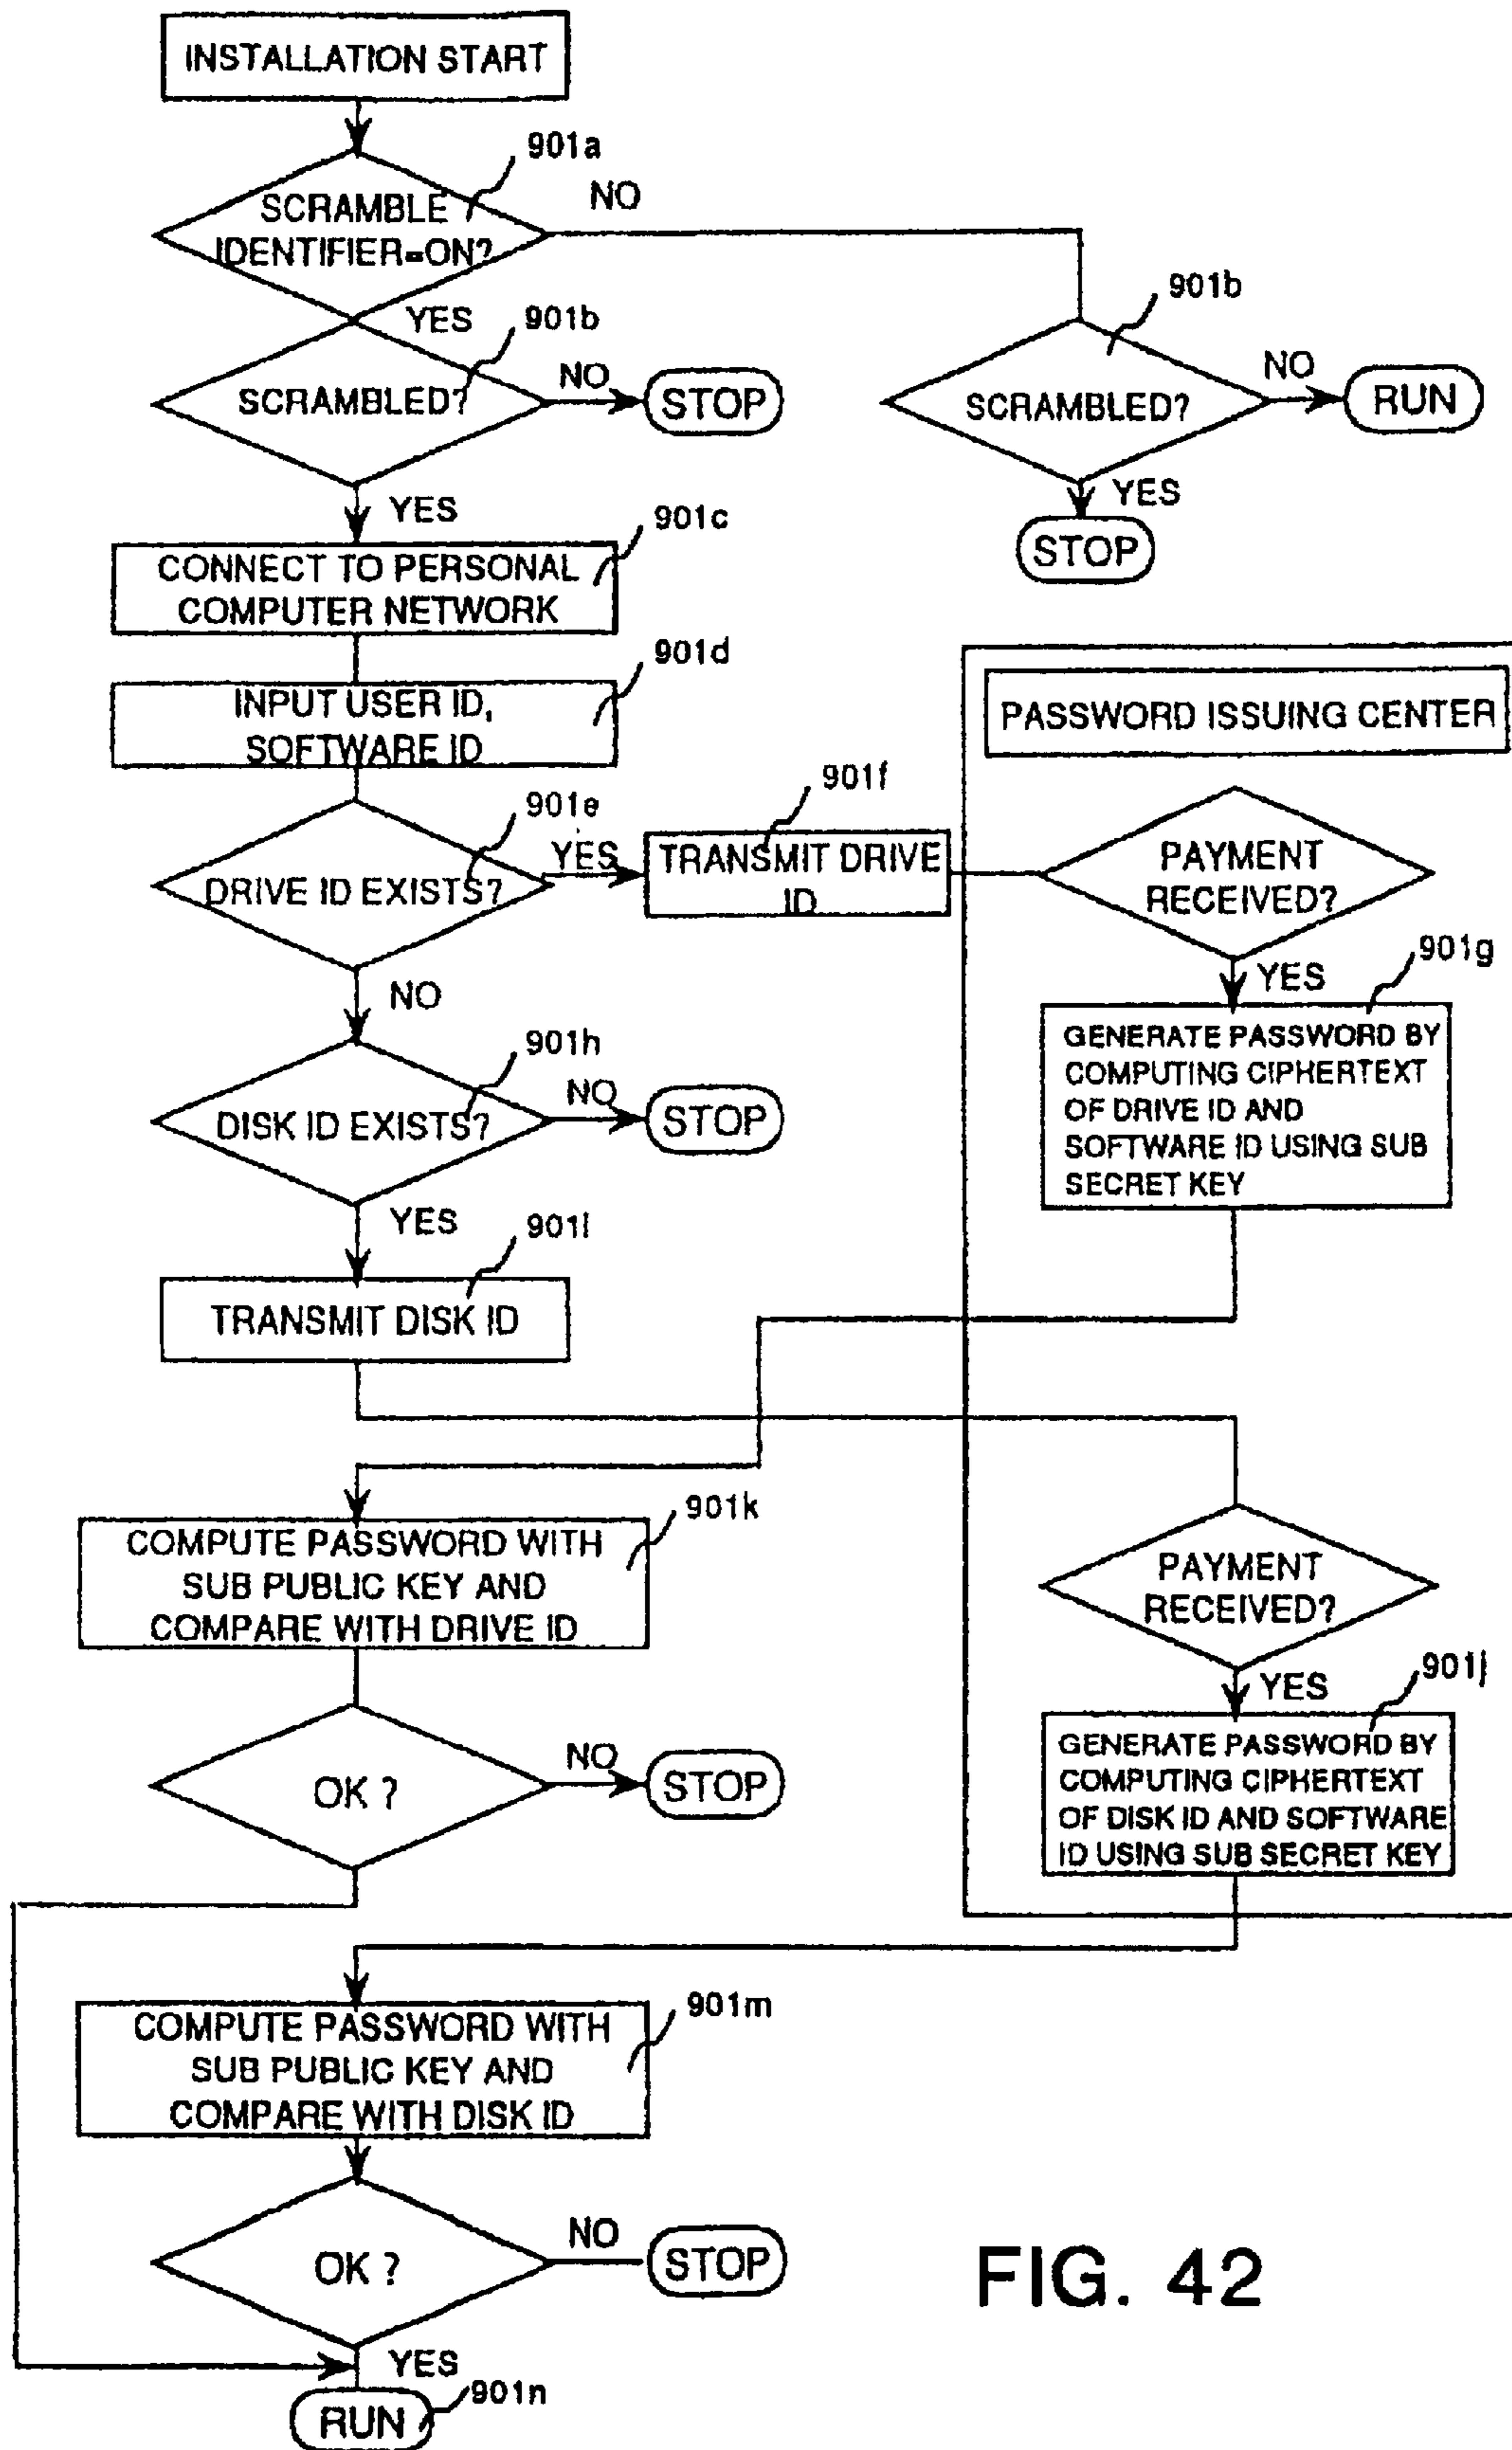 INSTALLATION START
901a
SCRAMBLE
IDENTIFIER=ON?
NO
YES
901b
SCRAMBLED?
NO
STOP
901b
SCRAMBLED?
NO
RUN
YES
STOP
YES
901c
CONNECT TO PERSONAL
COMPUTER NETWORK
901d
INPUT USER ID,
SOFTWARE ID
PASSWORD ISSUING CENTER
901e
DRIVE ID EXISTS?
YES
901f
TRANSMIT DRIVE
ID
PAYMENT
RECEIVED?
YES
901g
GENERATE PASSWORD BY
COMPUTING CIPHERTEXT
OF DRIVE ID AND
SOFTWARE ID USING SUB
SECRET KEY
NO
901h
DISK ID EXISTS?
NO
STOP
YES
901i
TRANSMIT DISK ID
901k
COMPUTE PASSWORD WITH
SUB PUBLIC KEY AND
COMPARE WITH DRIVE ID
PAYMENT
RECEIVED?
YES
901j
GENERATE PASSWORD BY
COMPUTING CIPHERTEXT
OF DISK ID AND SOFTWARE
ID USING SUB SECRET KEY
OK ?
NO
STOP
901m
COMPUTE PASSWORD WITH
SUB PUBLIC KEY AND
COMPARE WITH DISK ID
OK ?
NO
STOP
YES
901n
RUN
FIG. 42